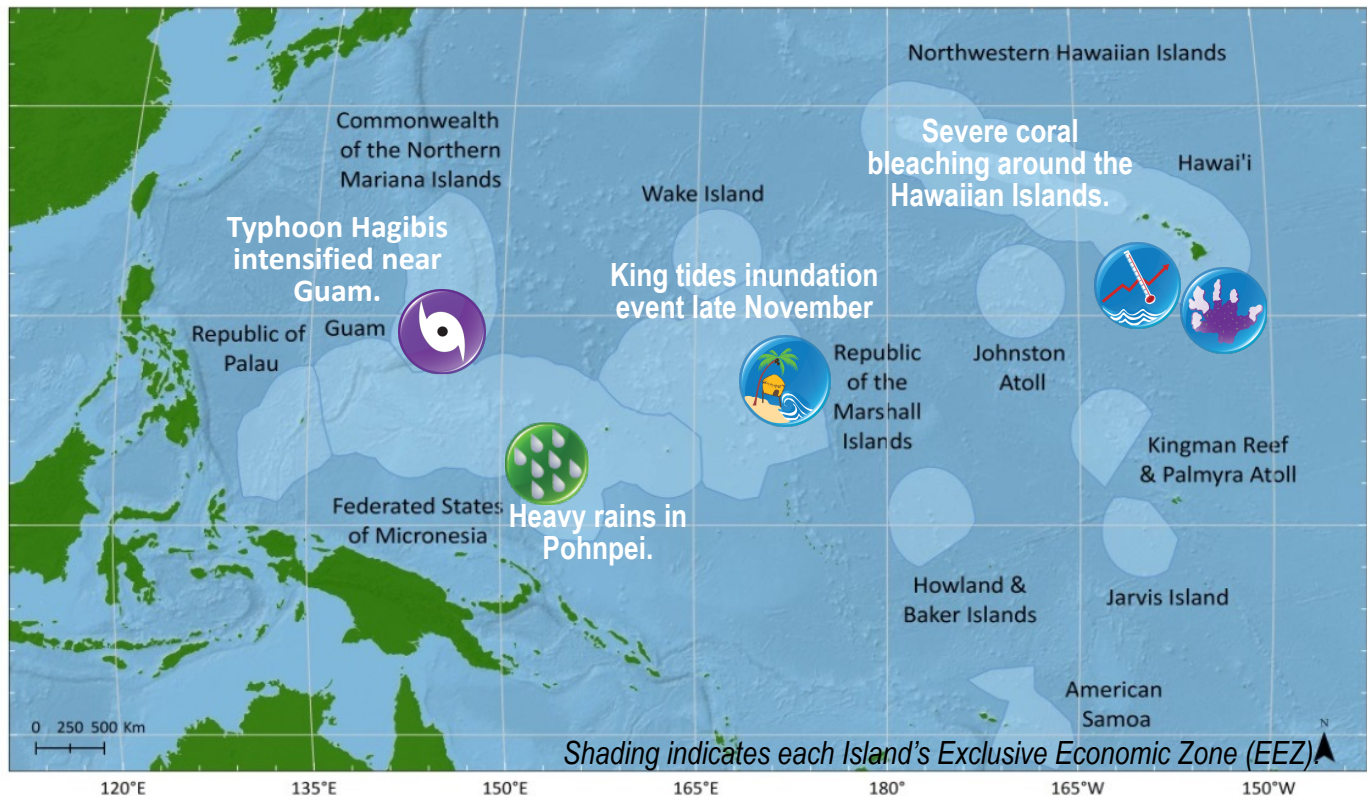 Northwestern Hawaiian Islands
Commonwealth
of the Northern
Mariana Islands
Severe coral
bleaching around the
Hawaiian Islands.
Hawai'i
Wake Island
Typhoon Hagibis
intensified near
Guam.
King tides inundation
event late November
Republic of
Palau
Guam
Johnston
Atoll
Republic
of the
Marshall
Islands
Kingman Reef
& Palmyra Atoll
Federated States
of Micronesia
Heavy rains in
Pohnpei.
Howland &
Baker Islands
Jarvis Island
American
Samoa
0 250 500 Km
N
Shading indicates each Island's Exclusive Economic Zone (EEZ).
120°E 135°E 150°E 165°E 180° 165°W 150°W